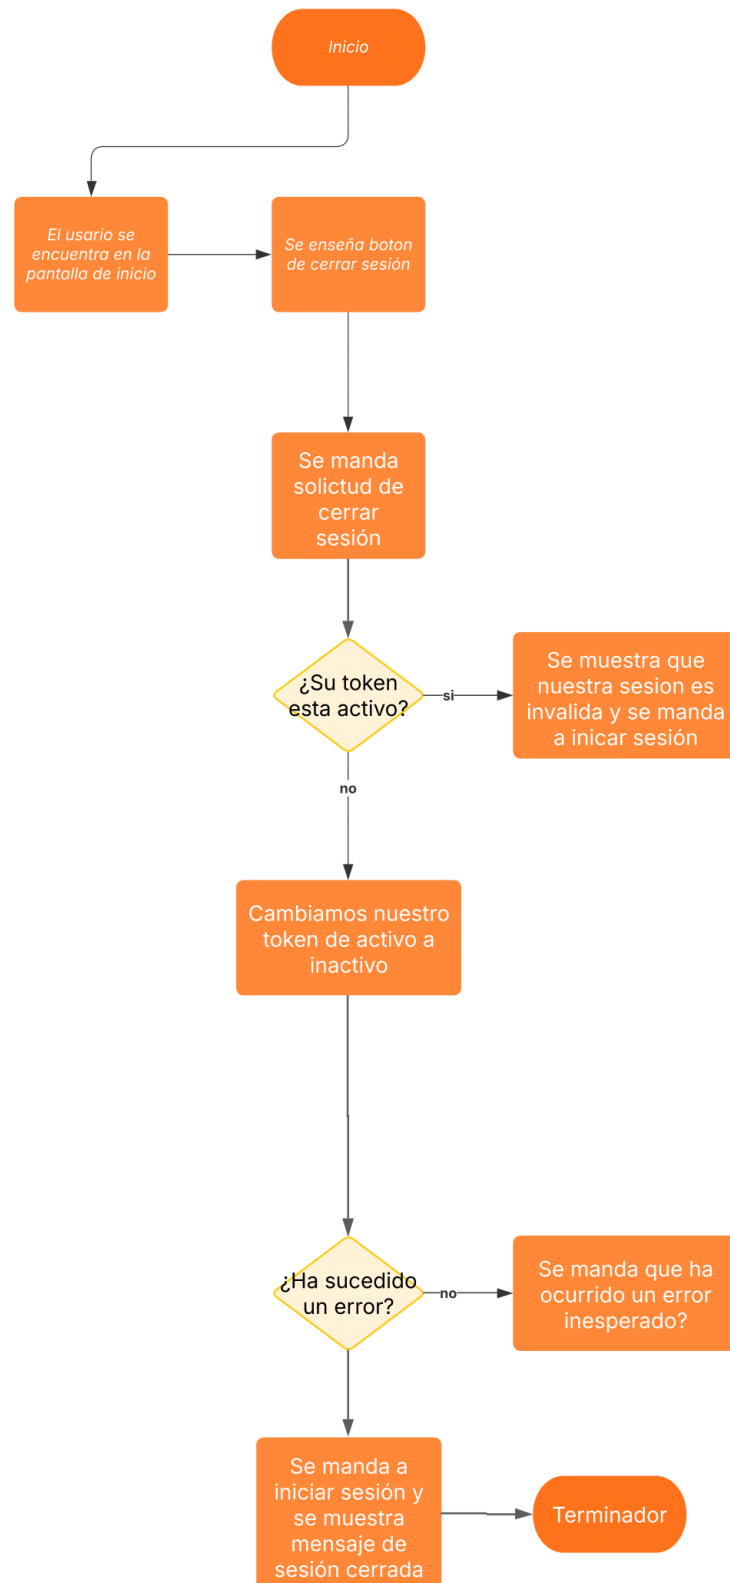 Inicio
El usario se
encuentra en la
pantalla de inicio
Se enseña boton
de cerrar sesión
Se manda
solictud de
cerrar
sesión
¿Su token
esta activo?
si
Se muestra que
nuestra sesion es
invalida y se manda
a inicar sesión
no
Cambiamos nuestro
token de activo a
inactivo
¿Ha sucedido
un error?
no
Se manda que ha
ocurrido un error
inesperado?
Se manda a
iniciar sesión y
se muestra
mensaje de
sesión cerrada
Terminador